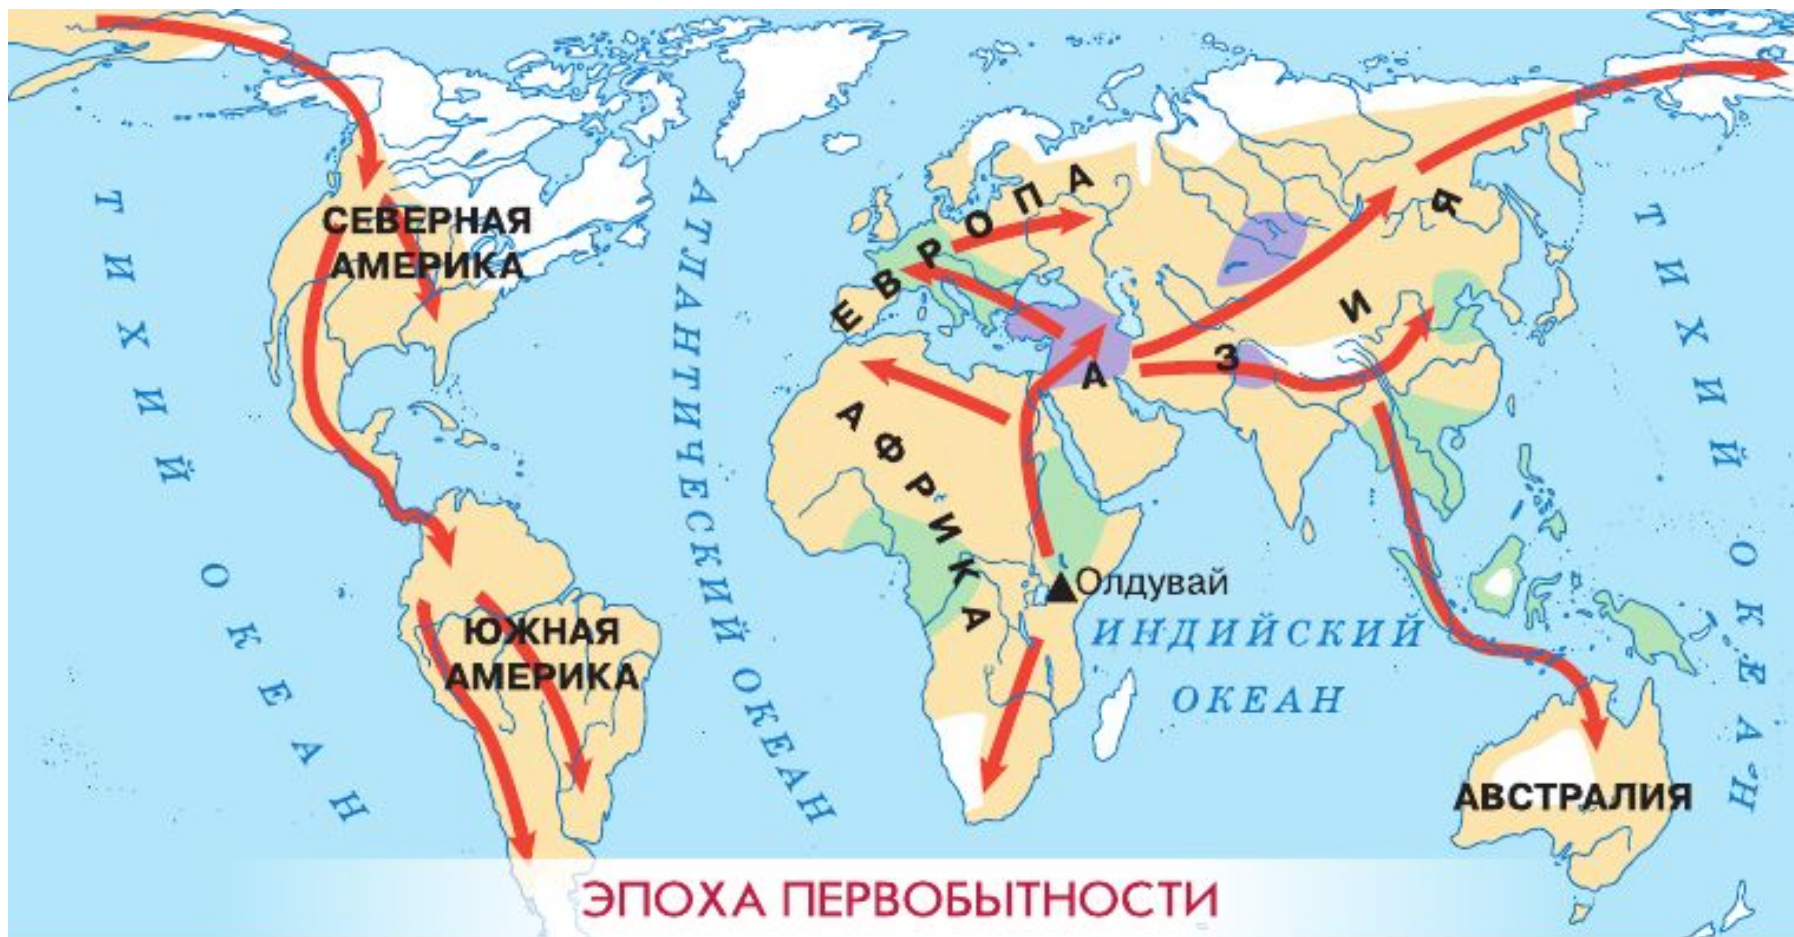 ТИХИЙ ОКЕАН
СЕВЕРНАЯ
АМЕРИКА
ЮЖНАЯ
АМЕРИКА
АТЛАНТИЧЕСКИЙ ОКЕАН
ЕВРОПА
АЗИЯ
АФРИКА
Олдувай
ИНДИЙСКИЙ
ОКЕАН
ТИХИЙ ОКЕАН
АВСТРАЛИЯ
ЭПОХА ПЕРВОБЫТНОСТИ